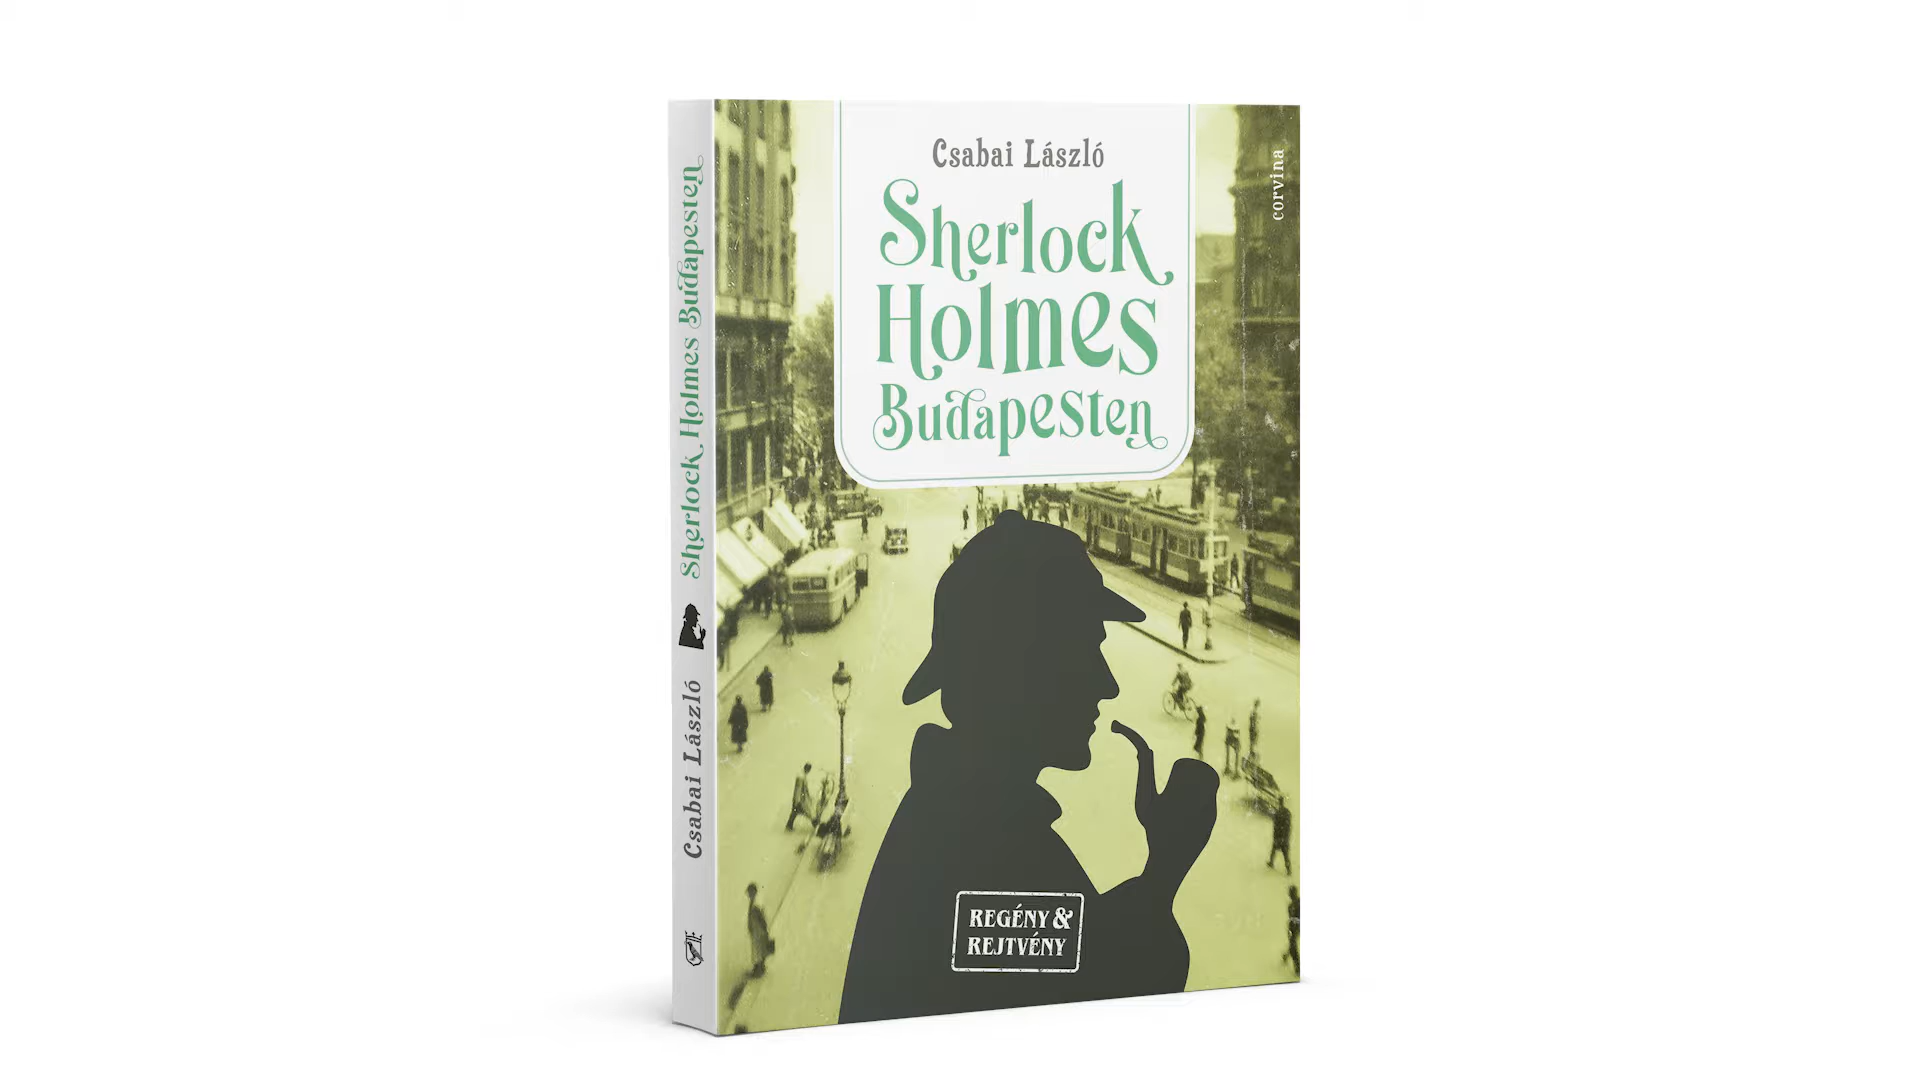 Csabai László
Sherlock
Holmes
Budapesten
corvina
REGÉNY &
REJTVÉNY
Csabai László Sherlock Holmes Budapesten